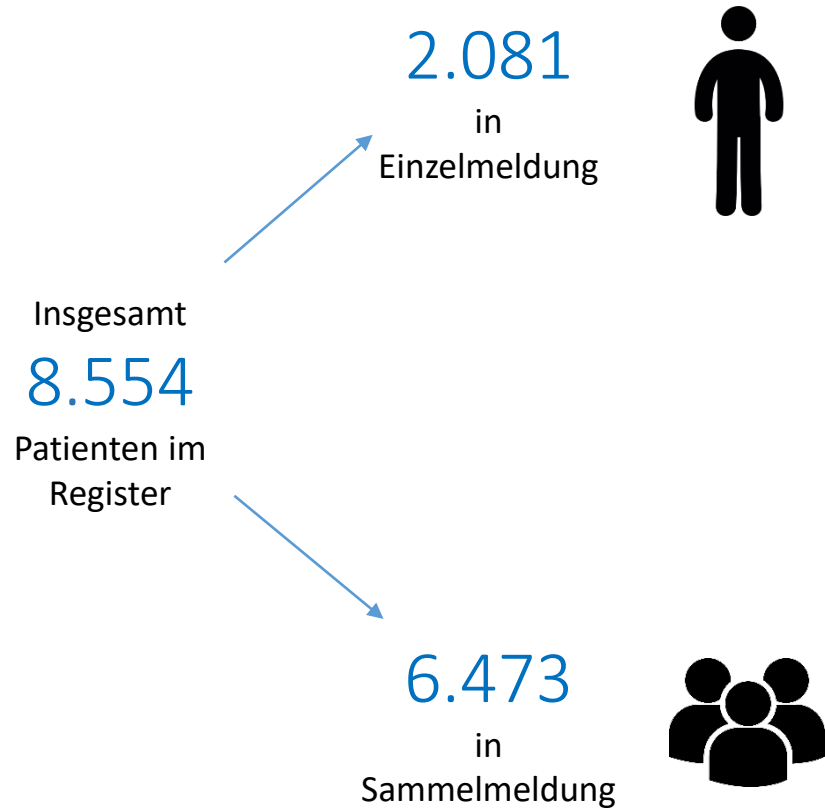 2.081
in
Einzelmeldung
Insgesamt
8.554
Patienten im
Register
6.473
in
Sammelmeldung